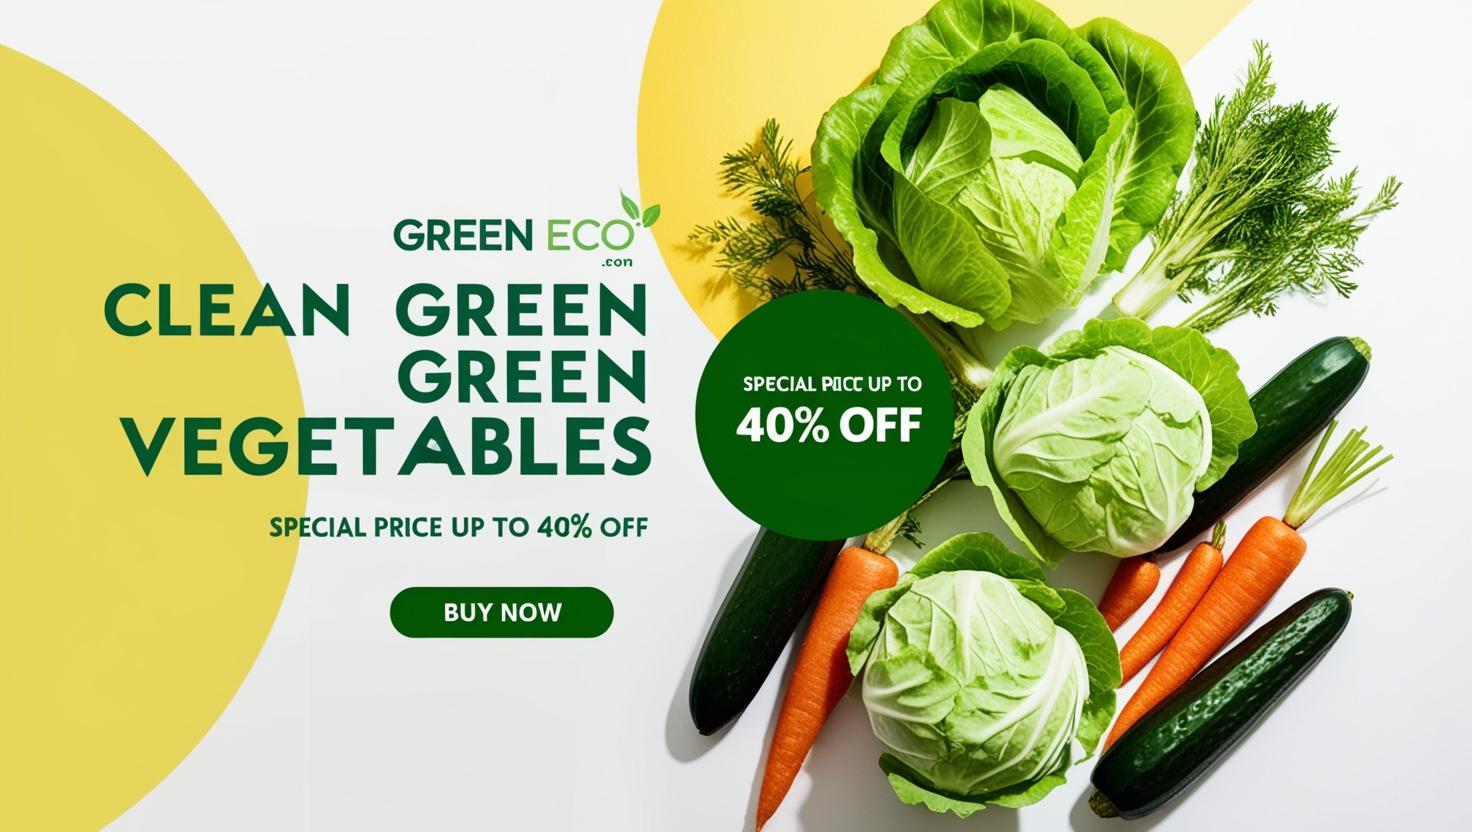 GREEN ECO
.con
CLEAN GREEN
GREEN
VEGETABLES
SPECIAL PRICE UP TO 40% OFF
BUY NOW
SPECIAL UP TO
40% OFF